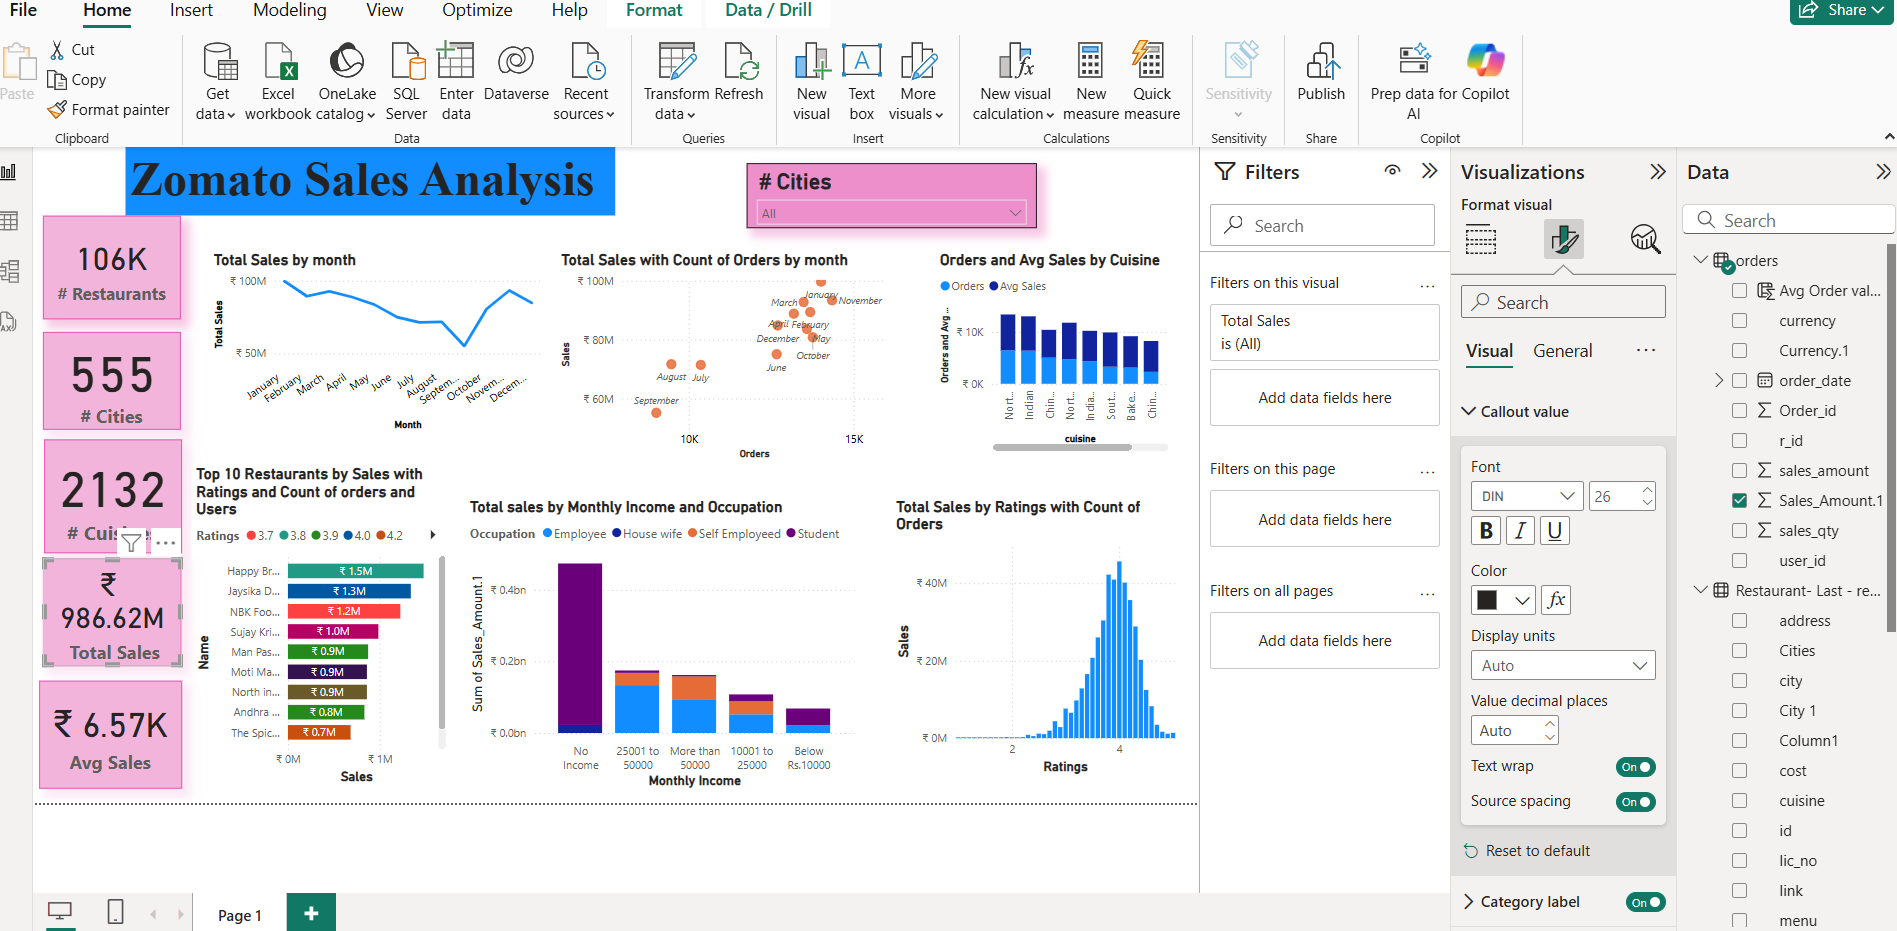 File Home Insert Modeling View Optimize Help Format Data / Drill Share
Paste
Cut
Copy
Format painter
Clipboard
Get data
Excel workbook
OneLake catalog
SQL Server
Enter data
Dataverse
Recent sources
Data
Transform data
Refresh
Queries
New visual
Text box
More visuals
Insert
New visual calculation
New measure
Quick measure
Calculations
Sensitivity
Sensitivity
Publish
Share
Prep data for AI
Copilot
Copilot
Zomato Sales Analysis
# Cities
All
106K
# Restaurants
555
# Cities
2132
₹
986.62M
Total Sales
₹ 6.57K
Avg Sales
Total Sales by month
Total Sales
₹ 100M
₹ 50M
January
February
March
April
May
June
July
August
Septem...
October
Novem...
Decem...
Month
Total Sales with Count of Orders by month
Sales
₹ 100M
₹ 80M
₹ 60M
January
March
November
April
February
December
May
October
June
August
July
September
10K
15K
Orders
Orders and Avg Sales by Cuisine
Orders Avg Sales
Orders and Avg ...
₹ 10K
₹ 0K
Nort...
Indian
Chin...
Nort...
India...
Sout...
Bake...
Chin...
cuisine
Top 10 Restaurants by Sales with
Ratings and Count of orders and
Users
Ratings 3.7 3.8 3.9 4.0 4.2
Name
Happy Br... ₹ 1.5M
Jaysika D... ₹ 1.3M
NBK Foo... ₹ 1.2M
Sujay Kri... ₹ 1.0M
Man Pas... ₹ 0.9M
Moti Ma... ₹ 0.9M
North in... ₹ 0.9M
Andhra ... ₹ 0.8M
The Spic... ₹ 0.7M
₹ 0M ₹ 1M
Sales
Total sales by Monthly Income and Occupation
Occupation Employee House wife Self Employeed Student
Sum of Sales_Amount.1
₹ 0.4bn
₹ 0.2bn
₹ 0.0bn
No Income
25001 to 50000
More than 50000
10001 to 25000
Below Rs.10000
Monthly Income
Total Sales by Ratings with Count of
Orders
Sales
₹ 40M
₹ 20M
₹ 0M
2 4
Ratings
Page 1
Filters
Search
Filters on this visual ...
Total Sales
is (All)
Add data fields here
Filters on this page ...
Add data fields here
Filters on all pages ...
Add data fields here
Visualizations
Format visual
Search
Visual General ...
Callout value
Font
DIN 26
B I U
Color
fx
Display units
Auto
Value decimal places
Auto
Text wrap On
Source spacing On
Reset to default
Category label On
Data
Search
orders
Avg Order val...
currency
Currency.1
order_date
Order_id
r_id
sales_amount
Sales_Amount.1
sales_qty
user_id
Restaurant- Last - re...
address
Cities
city
City 1
Column1
cost
cuisine
id
lic_no
link
menu